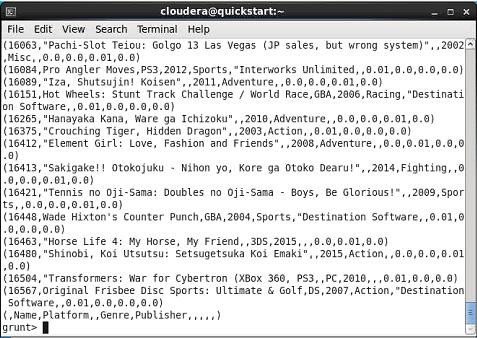 cloudera@quickstart:~
File Edit View Search Terminal Help
(16063,"Pachi-Slot Teiou: Golgo 13 Las Vegas (JP sales, but wrong system)",,2002
,Misc,,0.0,0.0,0.01,0.0)
(16084,Pro Angler Moves,PS3,2012,Sports,"Interworks Unlimited,,0.01,0.0,0.0,0.0)
(16089,"Iza, Shutsujin! Koisen",,2011,Adventure,,0.0,0.0,0.01,0.0)
(16151,Hot Wheels: Stunt Track Challenge / World Race,GBA,2006,Racing,"Destinati
on Software,,0.01,0.0,0.0,0.0)
(16265,"Hanayaka Kana, Ware ga Ichizoku",,2010,Adventure,,0.0,0.0,0.01,0.0)
(16375,"Crouching Tiger, Hidden Dragon",,2003,Action,,0.01,0.0,0.0,0.0)
(16412,"Element Girl: Love, Fashion and Friends",,2008,Adventure,,0.0,0.01,0.0,0
.0)
(16413,"Sakigake!! Otokojuku - Nihon yo, Kore ga Otoko Dearu!",,2014,Fighting,,0
.0,0.0,0.01,0.0)
(16421,"Tennis no Oji-Sama: Doubles no Oji-Sama - Boys, Be Glorious!",,2009,Spor
ts,,0.0,0.0,0.01,0.0)
(16448,Wade Hixton's Counter Punch,GBA,2004,Sports,"Destination Software,,0.01,0
.0,0.0,0.0)
(16463,"Horse Life 4: My Horse, My Friend,,3DS,2015,,,0.0,0.01,0.0)
(16480,"Shinobi, Koi Utsutsu: Setsugetsuka Koi Emaki",,2015,Action,,0.0,0.0,0.01
,0.0)
(16504,"Transformers: War for Cybertron (XBox 360, PS3,,PC,2010,,,0.01,0.0,0.0)
(16567,Original Frisbee Disc Sports: Ultimate & Golf,DS,2007,Action,"Destination
 Software,,0.01,0.0,0.0,0.0)
(,Name,Platform,,Genre,Publisher,,,,,)
grunt>